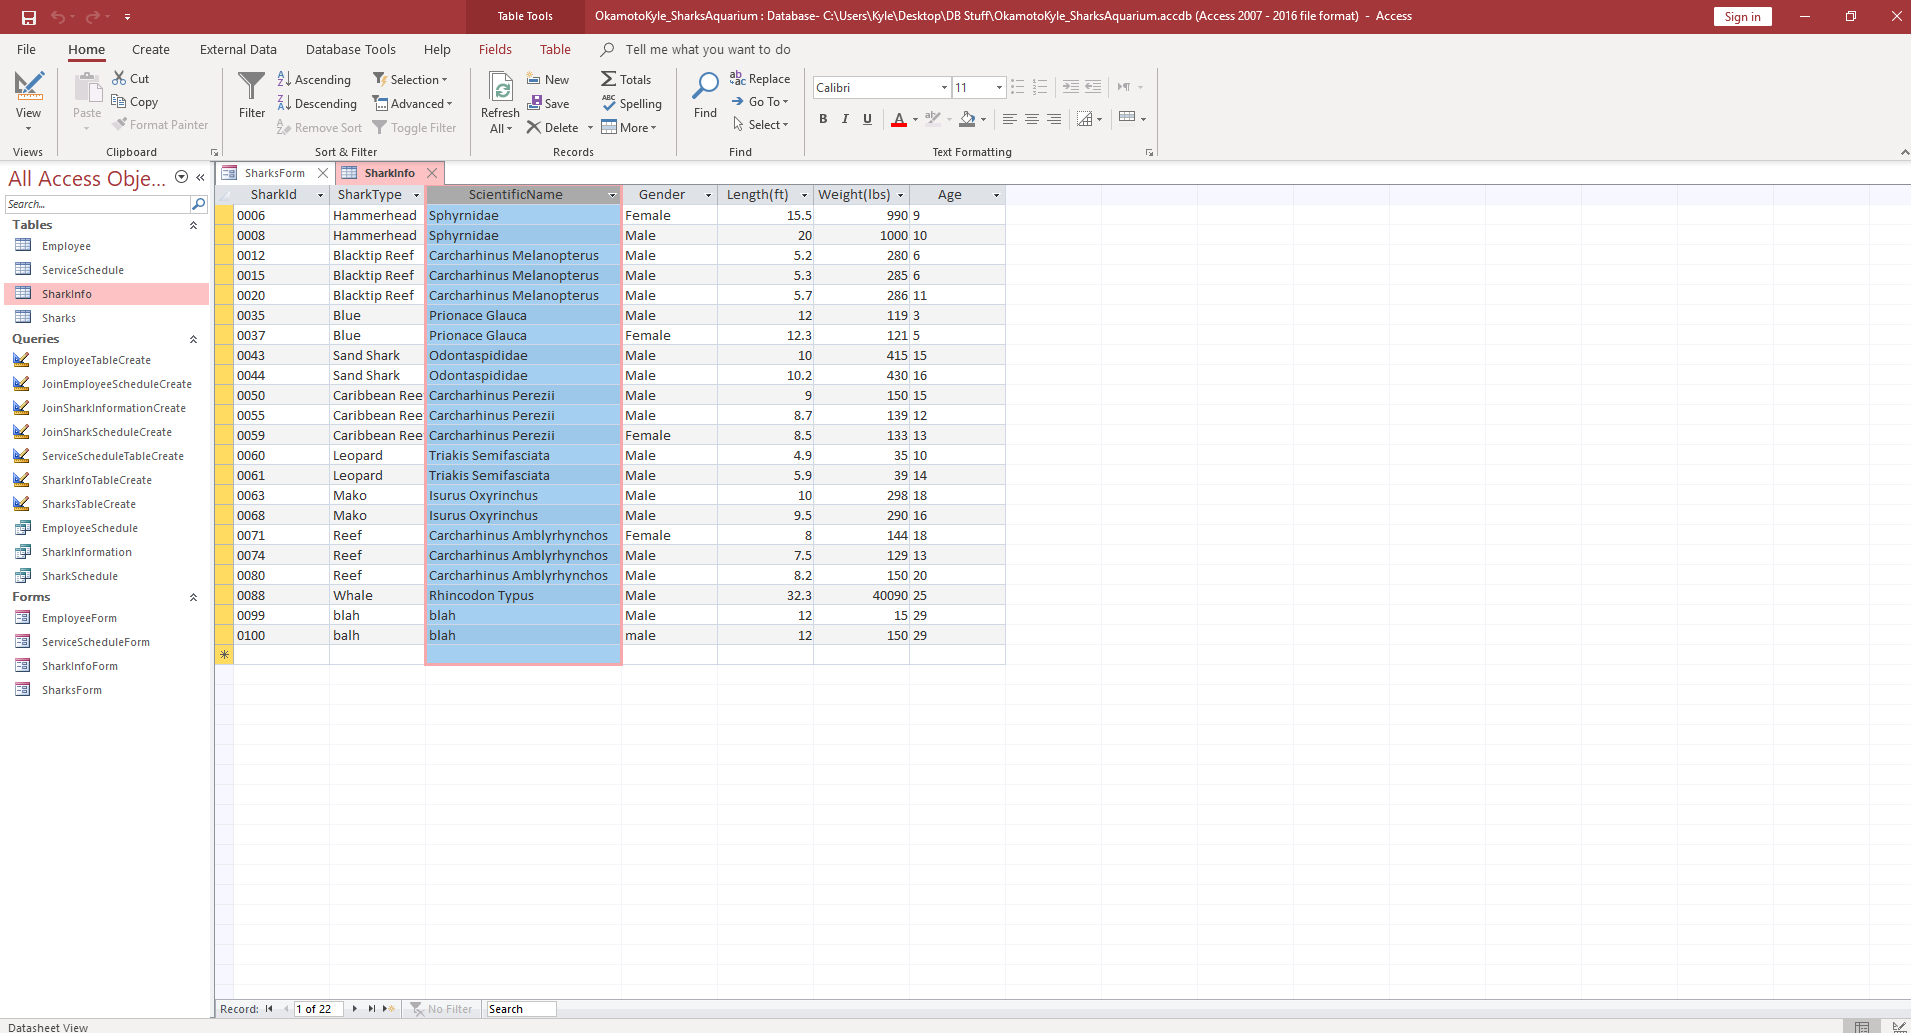 Table Tools
OkamotoKyle_SharksAquarium : Database- C:\Users\Kyle\Desktop\DB Stuff\OkamotoKyle_SharksAquarium.accdb (Access 2007 - 2016 file format) - Access
Sign in
File Home Create External Data Database Tools Help Fields Table Tell me what you want to do
View
Views
Paste
Cut
Copy
Format Painter
Clipboard
Filter
Ascending
Descending
Remove Sort
Selection
Advanced
Toggle Filter
Sort & Filter
Refresh
All
New
Save
Delete
Totals
Spelling
More
Records
Find
Replace
Go To
Select
Find
Calibri 11
B I U A
Text Formatting
All Access Obje...
Search...
Tables
Employee
ServiceSchedule
SharkInfo
Sharks
Queries
EmployeeTableCreate
JoinEmployeeScheduleCreate
JoinSharkInformationCreate
JoinSharkScheduleCreate
ServiceScheduleTableCreate
SharkInfoTableCreate
SharksTableCreate
EmployeeSchedule
SharkInformation
SharkSchedule
Forms
EmployeeForm
ServiceScheduleForm
SharkInfoForm
SharksForm
SharksForm SharkInfo
SharkId SharkType ScientificName Gender Length(ft) Weight(lbs) Age
0006 Hammerhead Sphyrnidae Female 15.5 990 9
0008 Hammerhead Sphyrnidae Male 20 1000 10
0012 Blacktip Reef Carcharhinus Melanopterus Male 5.2 280 6
0015 Blacktip Reef Carcharhinus Melanopterus Male 5.3 285 6
0020 Blacktip Reef Carcharhinus Melanopterus Male 5.7 286 11
0035 Blue Prionace Glauca Male 12 119 3
0037 Blue Prionace Glauca Female 12.3 121 5
0043 Sand Shark Odontaspididae Male 10 415 15
0044 Sand Shark Odontaspididae Male 10.2 430 16
0050 Caribbean Ree Carcharhinus Perezii Male 9 150 15
0055 Caribbean Ree Carcharhinus Perezii Male 8.7 139 12
0059 Caribbean Ree Carcharhinus Perezii Female 8.5 133 13
0060 Leopard Triakis Semifasciata Male 4.9 35 10
0061 Leopard Triakis Semifasciata Male 5.9 39 14
0063 Mako Isurus Oxyrinchus Male 10 298 18
0068 Mako Isurus Oxyrinchus Male 9.5 290 16
0071 Reef Carcharhinus Amblyrhynchos Female 8 144 18
0074 Reef Carcharhinus Amblyrhynchos Male 7.5 129 13
0080 Reef Carcharhinus Amblyrhynchos Male 8.2 150 20
0088 Whale Rhincodon Typus Male 32.3 40090 25
0099 blah blah Male 12 15 29
0100 balh blah male 12 150 29
Record: 1 of 22 No Filter Search
Datasheet View